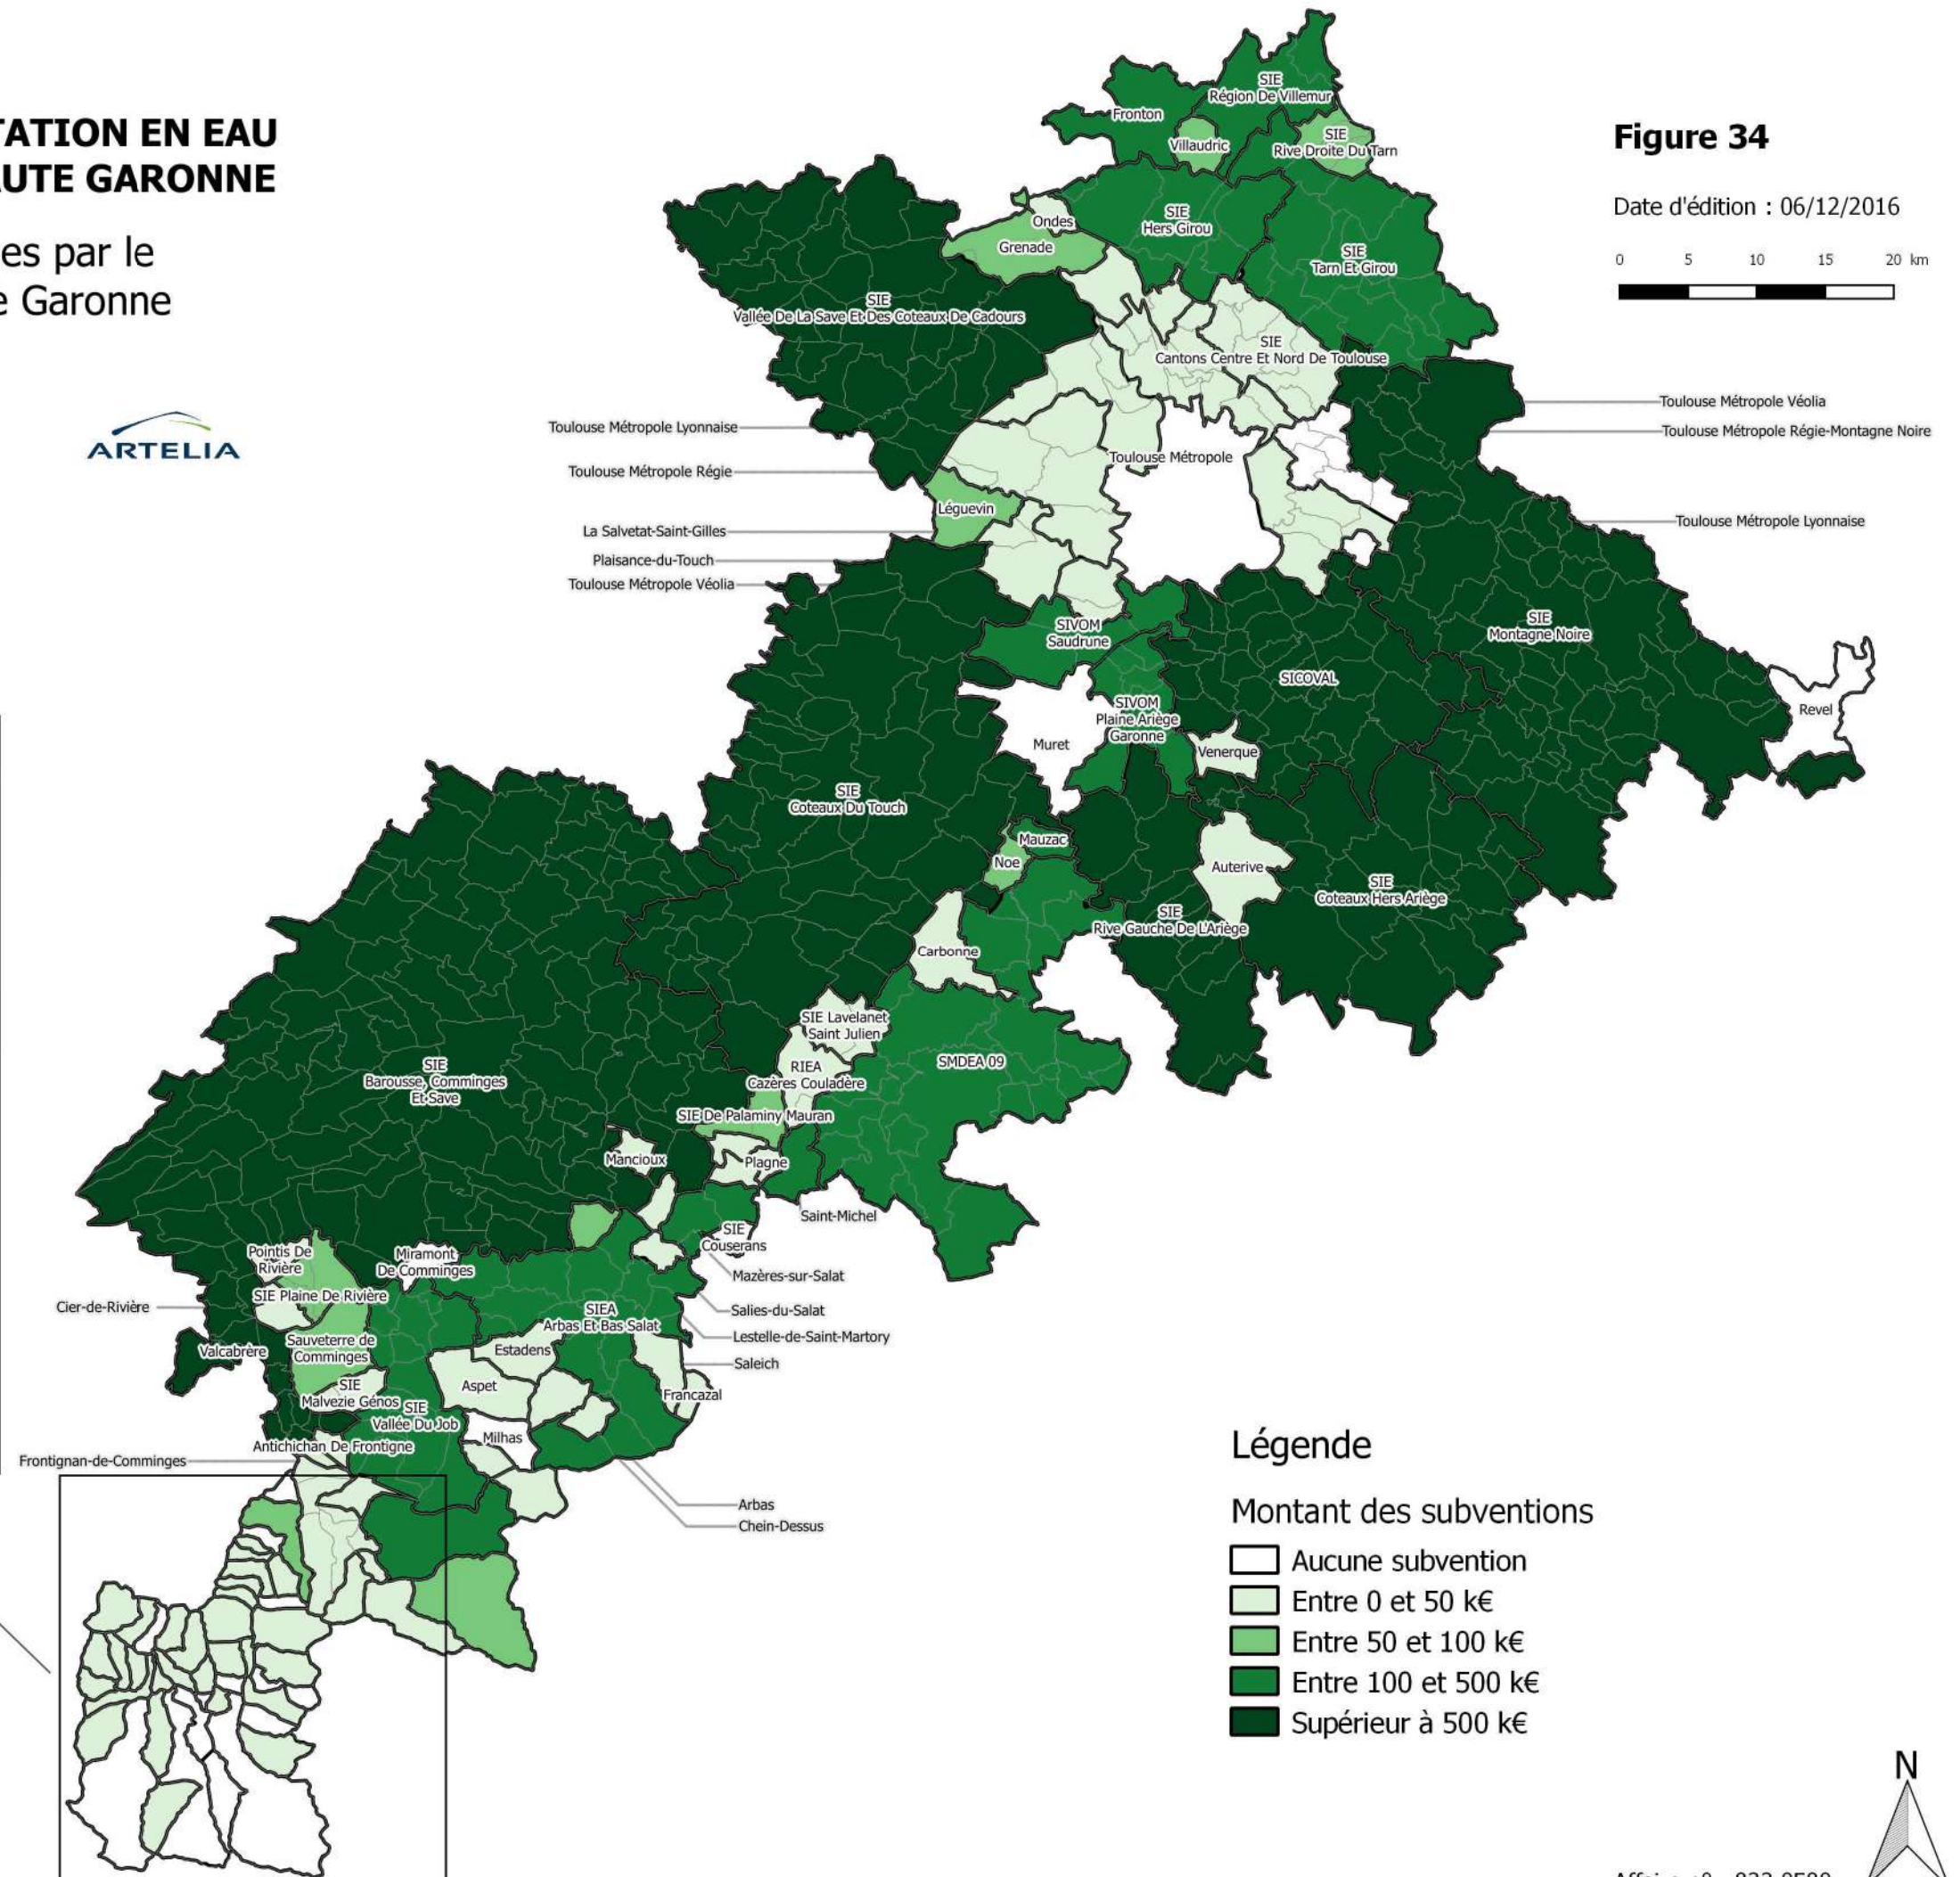 TATION EN EAU
UTE GARONNE
es par le
e Garonne
ARTELIA
Figure 34
Date d'édition : 06/12/2016
0 5 10 15 20 km
SIE
Région De Villemur
Fronton
Villaudric
SIE
Rive Droite Du Tarn
Ondes
Grenade
SIE
Hers Girou
SIE
Tarn Et Girou
SIE
Vallée De La Save Et Des Coteaux De Cadours
SIE
Cantons Centre Et Nord De Toulouse
Toulouse Métropole Véolia
Toulouse Métropole Régie-Montagne Noire
Toulouse Métropole Lyonnaise
Toulouse Métropole Lyonnaise
Toulouse Métropole Régie
Toulouse Métropole
Léguevin
La Salvetat-Saint-Gilles
Plaisance-du-Touch
Toulouse Métropole Véolia
SIVOM
Saudrune
SIE
Montagne Noire
SICOVAL
Revel
SIVOM
Plaine Ariège
Garonne
Muret
Venerque
SIE
Coteaux Du Touch
Mauzac
Noe
Auterive
SIE
Coteaux Hers Ariège
SIE
Rive Gauche De L'Ariège
Carbonne
SIE Lavelanet
Saint Julien
SMDEA 09
RIEA
Cazères Couladère
SIE
Barousse, Comminges
Et Save
SIE De Palaminy Mauran
Mancioux
Plagne
Saint-Michel
SIE
Couserans
Mazères-sur-Salat
Salies-du-Salat
Lestelle-de-Saint-Martory
Saleich
Pointis De
Rivière
Miramont
De Comminges
SIE Plaine De Rivière
Cier-de-Rivière
SIEA
Arbas Et Bas Salat
Sauveterre de
Comminges
Valcabrère
Estadens
Aspet
Francazal
SIE
Malvezie Génos
SIE
Vallée Du Job
Milhas
Antichichan De Frontigne
Frontignan-de-Comminges
Arbas
Chein-Dessus
Légende
Montant des subventions
Aucune subvention
Entre 0 et 50 k€
Entre 50 et 100 k€
Entre 100 et 500 k€
Supérieur à 500 k€
N